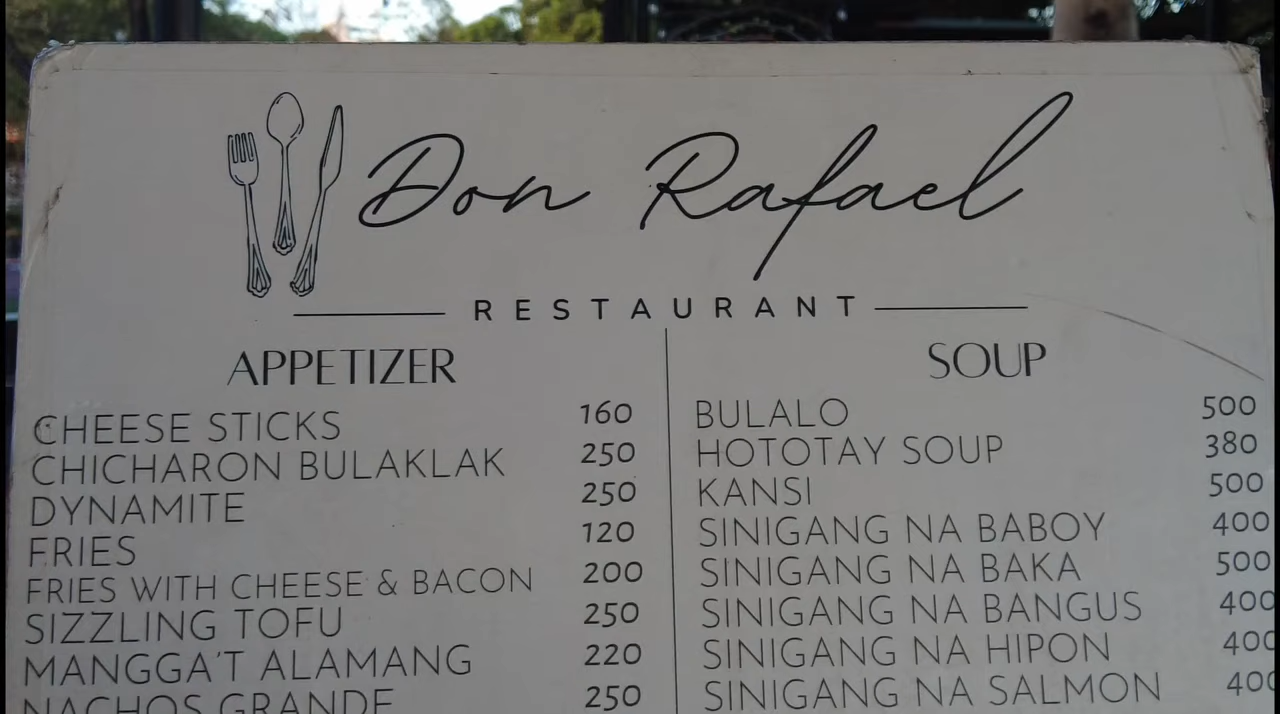 Don Rafael
RESTAURANT
APPETIZER
CHEESE STICKS 160
CHICHARON BULAKLAK 250
DYNAMITE 250
FRIES 120
FRIES WITH CHEESE & BACON 200
SIZZLING TOFU 250
MANGGA'T ALAMANG 220
NACHOS GRANDE 250
SOUP
BULALO 500
HOTOTAY SOUP 380
KANSI 500
SINIGANG NA BABOY 400
SINIGANG NA BAKA 500
SINIGANG NA BANGUS 400
SINIGANG NA HIPON 400
SINIGANG NA SALMON 400